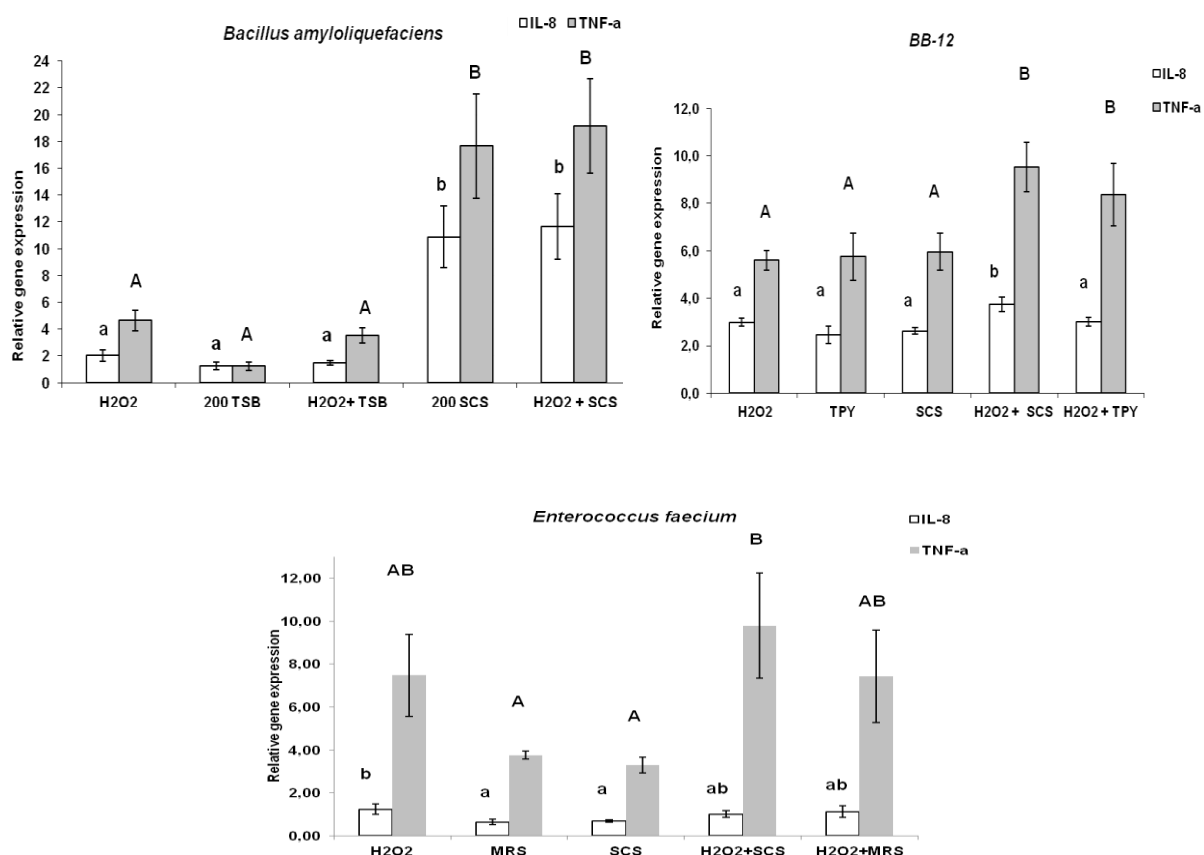 Bacillus amyloliquefaciens
IL-8 TNF-a
Relative gene expression
24
22
20
18
16
14
12
10
8
6
4
2
0
a A a A a A b B b B
H2O2 200 TSB H2O2+ TSB 200 SCS H2O2 + SCS
BB-12
IL-8
TNF-a
Relative gene expression
12,0
10,0
8,0
6,0
4,0
2,0
0,0
a A a A a A b B a B
H2O2 TPY SCS H2O2 + SCS H2O2 + TPY
Enterococcus faecium
IL-8
TNF-a
Relative gene expression
12,00
10,00
8,00
6,00
4,00
2,00
0,00
b AB a A a A ab B ab AB
H2O2 MRS SCS H2O2+SCS H2O2+MRS